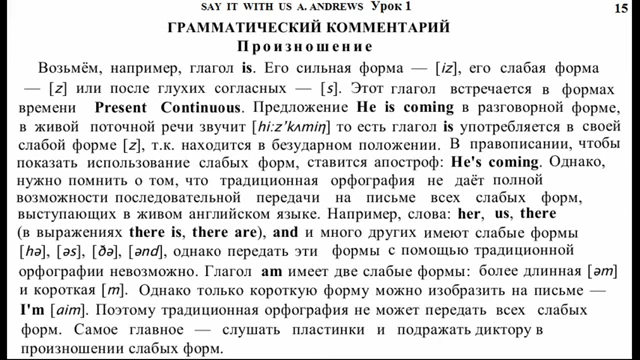 SAY IT WITH US A. ANDREWS Урок 1 15
ГРАММАТИЧЕСКИЙ КОММЕНТАРИЙ
Произношение
Возьмём, например, глагол is. Его сильная форма — [iz], его слабая форма
— [z] или после глухих согласных — [s]. Этот глагол встречается в формах
времени Present Continuous. Предложение He is coming в разговорной форме,
в живой поточной речи звучит [hi:z'kʌmiŋ] то есть глагол is употребляется в своей
слабой форме [z], т.к. находится в безударном положении. В правописании, чтобы
показать использование слабых форм, ставится апостроф: He's coming. Однако,
нужно помнить о том, что традиционная орфография не даёт полной
возможности последовательной передачи на письме всех слабых форм,
выступающих в живом английском языке. Например, слова: her, us, there
(в выражениях there is, there are), and и много других имеют слабые формы
[hə], [əs], [ðə], [ənd], однако передать эти формы с помощью традиционной
орфографии невозможно. Глагол am имеет две слабые формы: более длинная [əm]
и короткая [m]. Однако только короткую форму можно изобразить на письме —
I'm [aim]. Поэтому традиционная орфография не может передать всех слабых
форм. Самое главное — слушать пластинки и подражать диктору в
произношении слабых форм.